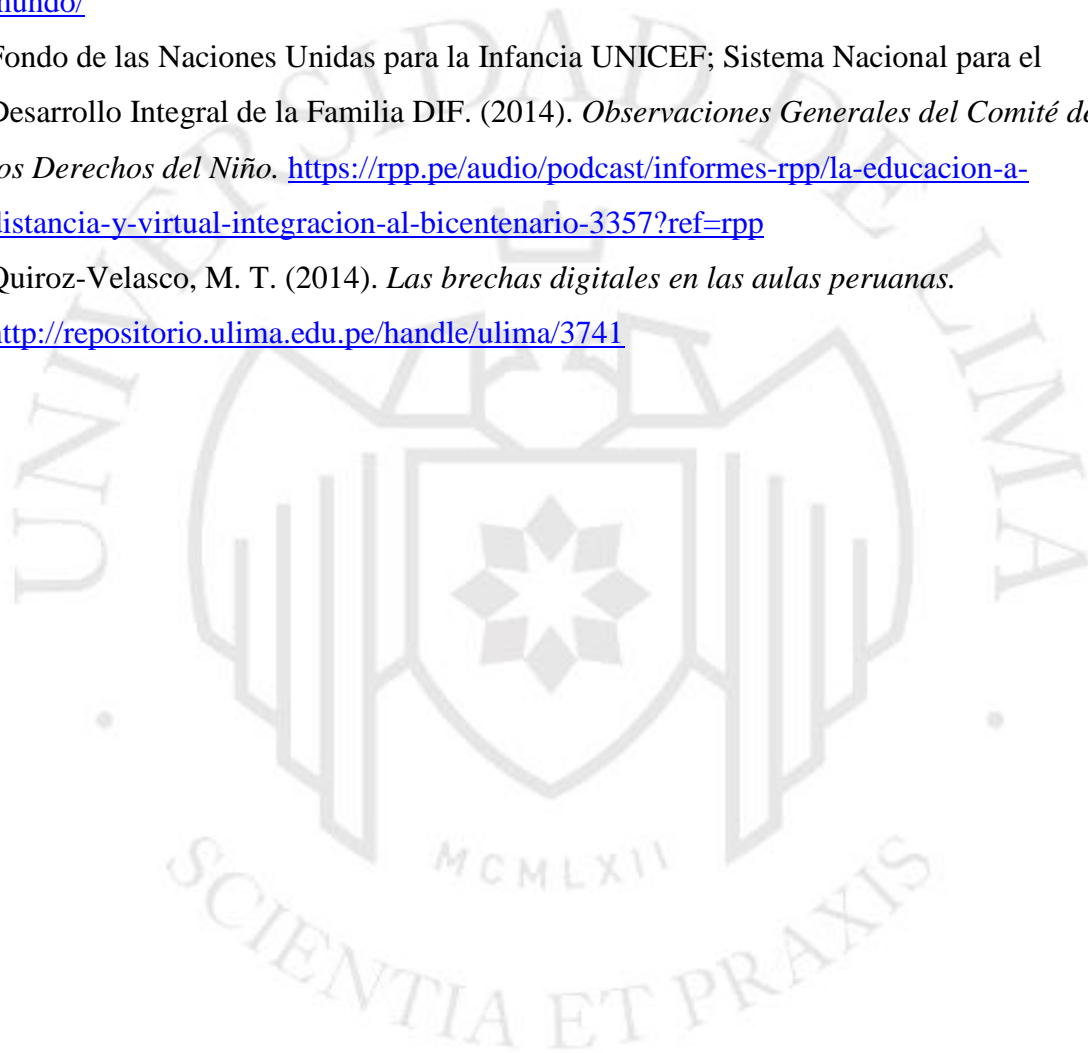 mundo/
Fondo de las Naciones Unidas para la Infancia UNICEF; Sistema Nacional para el
Desarrollo Integral de la Familia DIF. (2014). Observaciones Generales del Comité de
los Derechos del Niño. https://rpp.pe/audio/podcast/informes-rpp/la-educacion-a-
distancia-y-virtual-integracion-al-bicentenario-3357?ref=rpp
Quiroz-Velasco, M. T. (2014). Las brechas digitales en las aulas peruanas.
http://repositorio.ulima.edu.pe/handle/ulima/3741
UNIVERSIDAD DE LIMA
MCMLXII
SCIENTIA ET PRAXIS